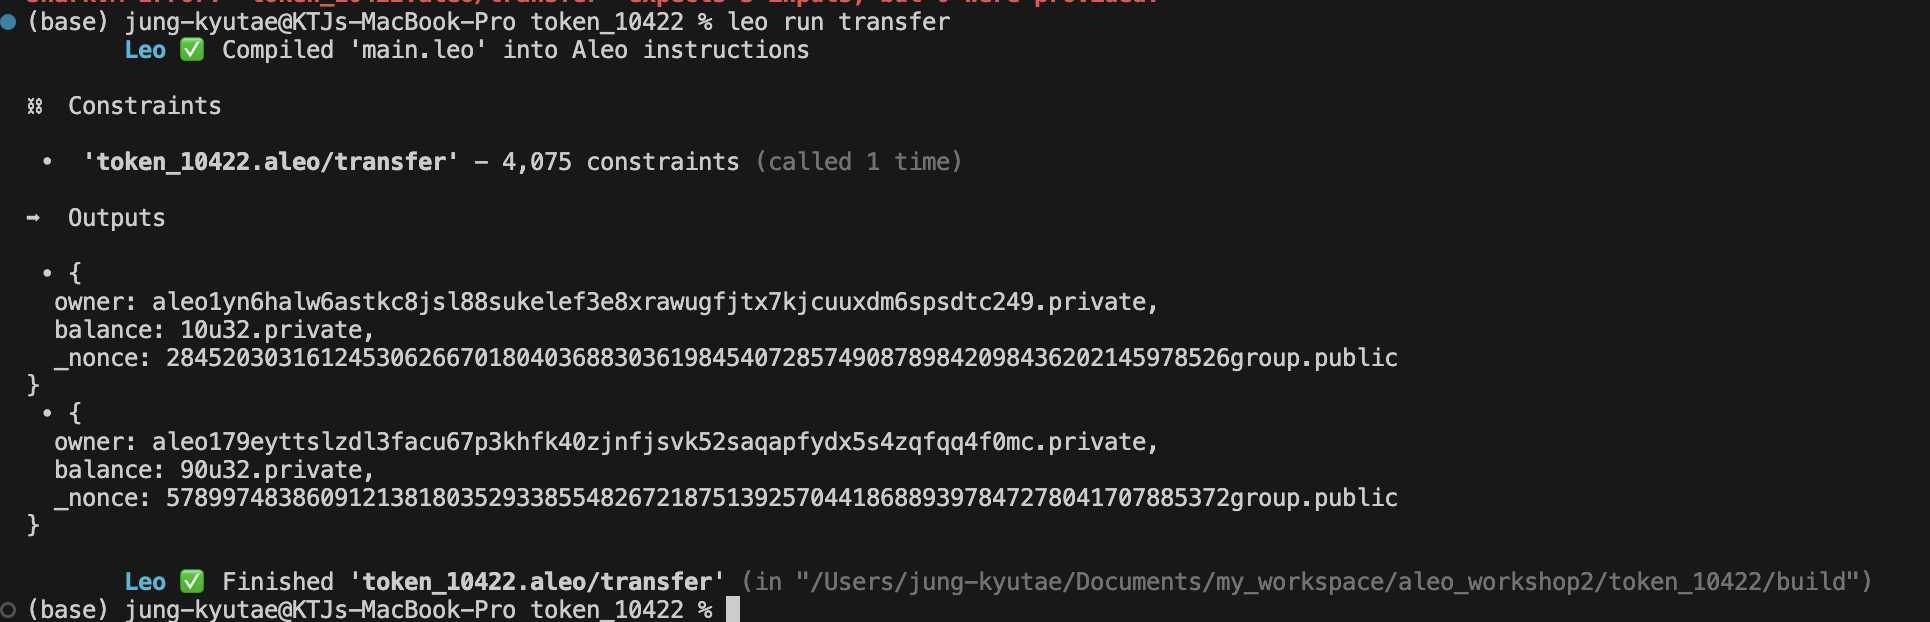 (base) jung-kyutae@KTJs-MacBook-Pro token_10422 % leo run transfer
Leo ✅ Compiled 'main.leo' into Aleo instructions
⛓ Constraints
• 'token_10422.aleo/transfer' - 4,075 constraints (called 1 time)
➡ Outputs
• {
owner: aleo1yn6halw6astkc8jsl88sukelef3e8xrawugfjtx7kjcuuxdm6spsdtc249.private,
balance: 10u32.private,
_nonce: 2845203031612453062667018040368830361984540728574908789842098436202145978526group.public
}
• {
owner: aleo179eyttslzdl3facu67p3khfk40zjnfjsvk52saqapfydx5s4zqfqq4f0mc.private,
balance: 90u32.private,
_nonce: 5789974838609121381803529338554826721875139257044186889397847278041707885372group.public
}
Leo ✅ Finished 'token_10422.aleo/transfer' (in "/Users/jung-kyutae/Documents/my_workspace/aleo_workshop2/token_10422/build")
(base) jung-kyutae@KTJs-MacBook-Pro token_10422 %